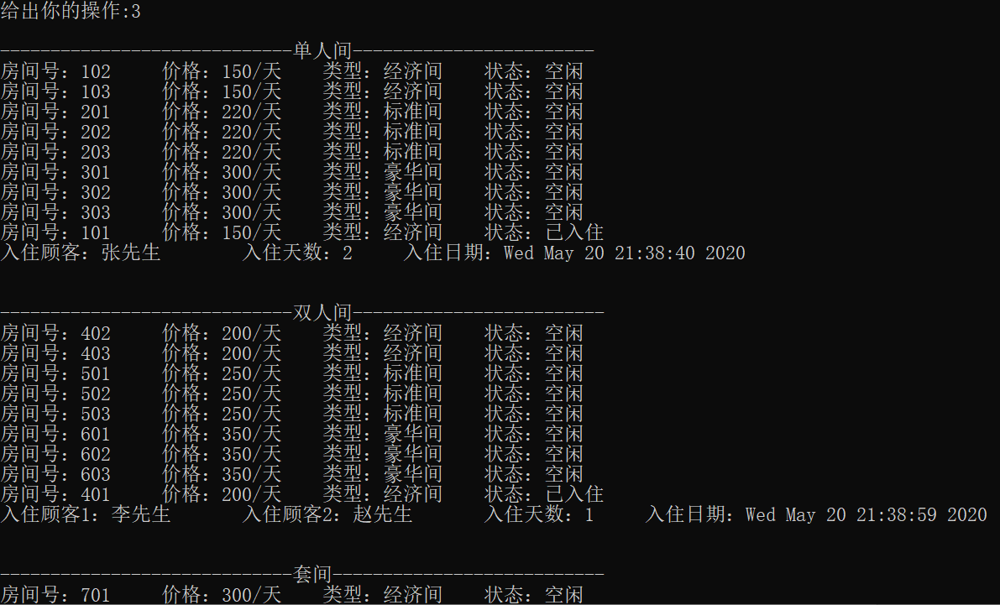 给出你的操作:3
-----------------------------单人间------------------------
房间号：102     价格：150/天    类型：经济间    状态：空闲
房间号：103     价格：150/天    类型：经济间    状态：空闲
房间号：201     价格：220/天    类型：标准间    状态：空闲
房间号：202     价格：220/天    类型：标准间    状态：空闲
房间号：203     价格：220/天    类型：标准间    状态：空闲
房间号：301     价格：300/天    类型：豪华间    状态：空闲
房间号：302     价格：300/天    类型：豪华间    状态：空闲
房间号：303     价格：300/天    类型：豪华间    状态：空闲
房间号：101     价格：150/天    类型：经济间    状态：已入住
入住顾客：张先生        入住天数：2     入住日期：Wed May 20 21:38:40 2020
-----------------------------双人间-------------------------
房间号：402     价格：200/天    类型：经济间    状态：空闲
房间号：403     价格：200/天    类型：经济间    状态：空闲
房间号：501     价格：250/天    类型：标准间    状态：空闲
房间号：502     价格：250/天    类型：标准间    状态：空闲
房间号：503     价格：250/天    类型：标准间    状态：空闲
房间号：601     价格：350/天    类型：豪华间    状态：空闲
房间号：602     价格：350/天    类型：豪华间    状态：空闲
房间号：603     价格：350/天    类型：豪华间    状态：空闲
房间号：401     价格：200/天    类型：经济间    状态：已入住
入住顾客1：李先生       入住顾客2：赵先生       入住天数：1     入住日期：Wed May 20 21:38:59 2020
-----------------------------套间---------------------------
房间号：701     价格：300/天    类型：经济间    状态：空闲